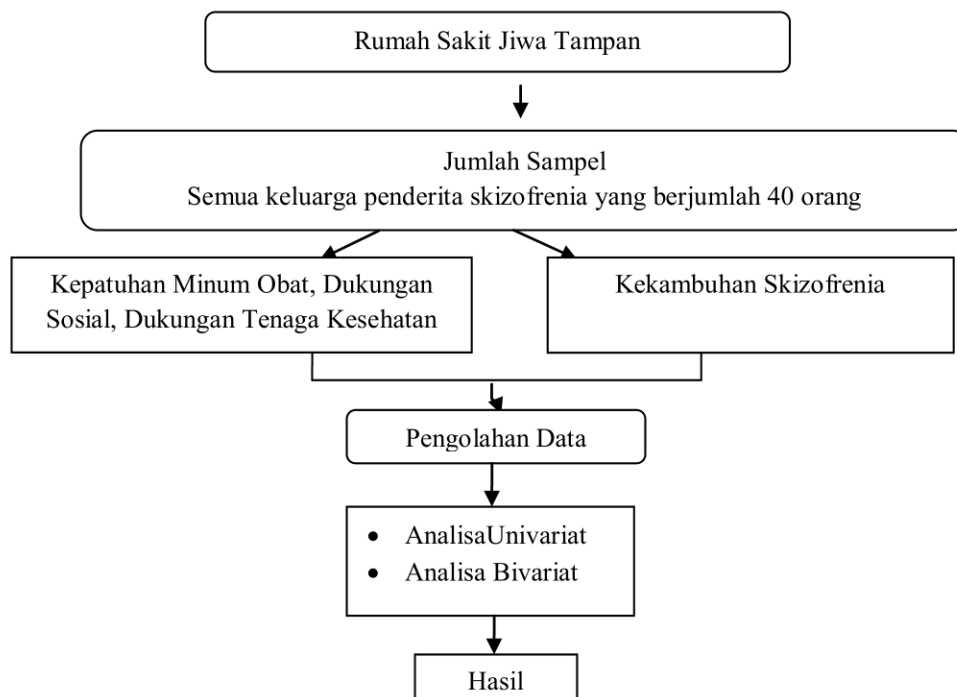 Rumah Sakit Jiwa Tampan
Jumlah Sampel
Semua keluarga penderita skizofrenia yang berjumlah 40 orang
Kepatuhan Minum Obat, Dukungan
Sosial, Dukungan Tenaga Kesehatan
Kekambuhan Skizofrenia
Pengolahan Data
• AnalisaUnivariat
• Analisa Bivariat
Hasil